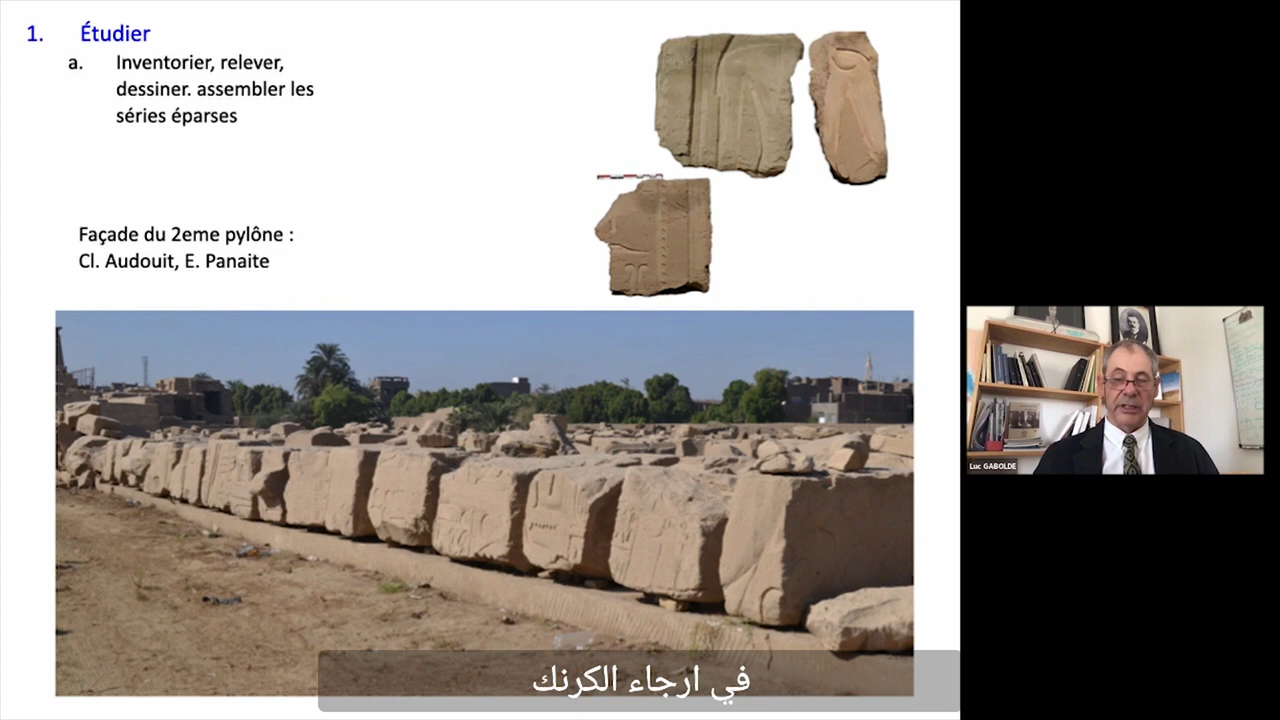 1. Étudier
a. Inventorier, relever,
dessiner. assembler les
séries éparses
Façade du 2eme pylône :
Cl. Audouit, E. Panaite
Luc GABOLDE
في ارجاء الكرنك